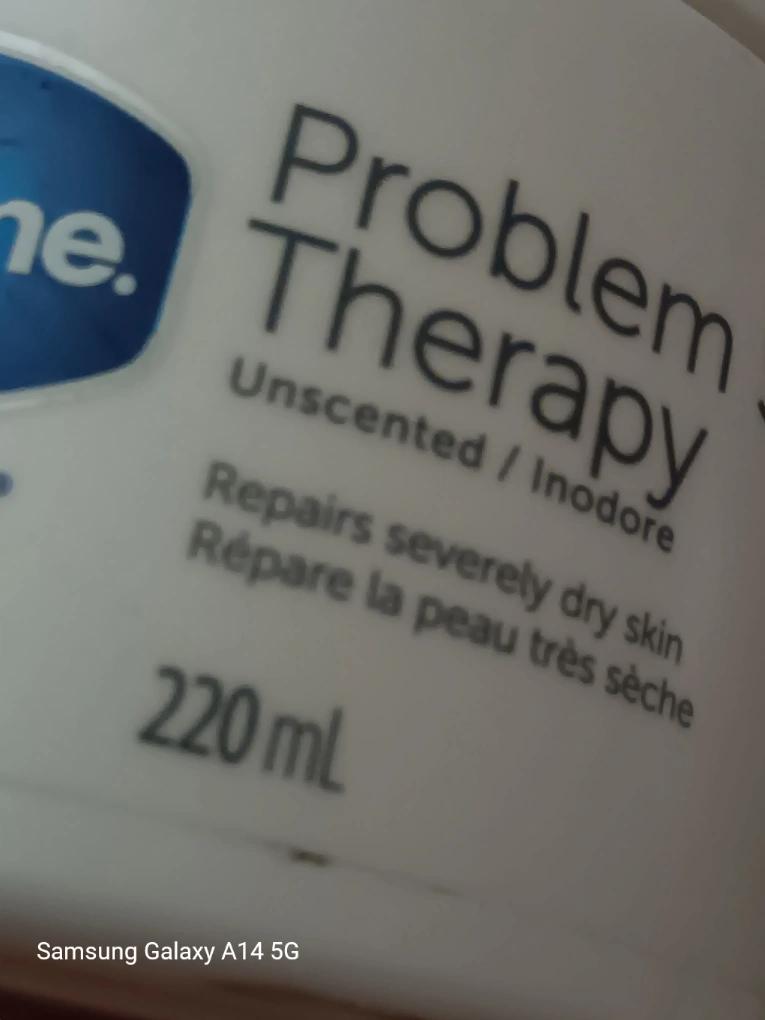 ne.
Problem
Therapy
Unscented / Inodore
Repairs severely dry skin
Répare la peau très sèche
220 mL
Samsung Galaxy A14 5G